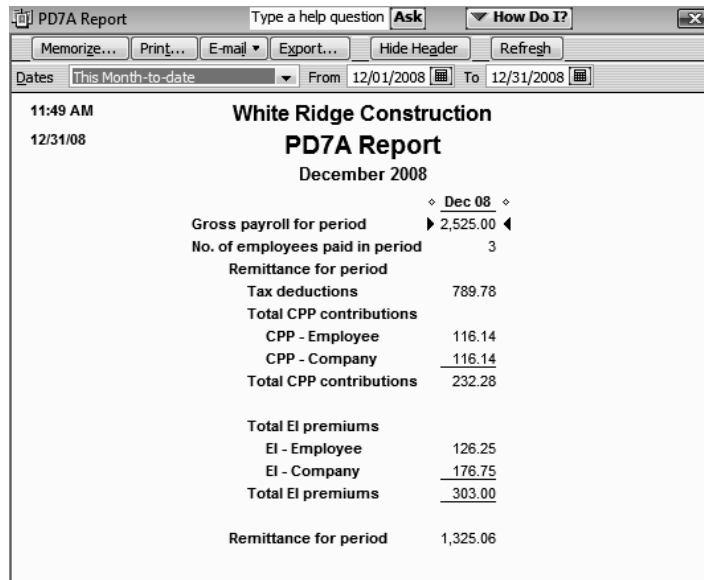 PD7A Report Type a help question Ask How Do I?
Memorize... Print... E-mail Export... Hide Header Refresh
Dates This Month-to-date From 12/01/2008 To 12/31/2008
11:49 AM White Ridge Construction
12/31/08 PD7A Report
December 2008
Dec 08
Gross payroll for period 2,525.00
No. of employees paid in period 3
Remittance for period
Tax deductions 789.78
Total CPP contributions
CPP - Employee 116.14
CPP - Company 116.14
Total CPP contributions 232.28
Total EI premiums
EI - Employee 126.25
EI - Company 176.75
Total EI premiums 303.00
Remittance for period 1,325.06